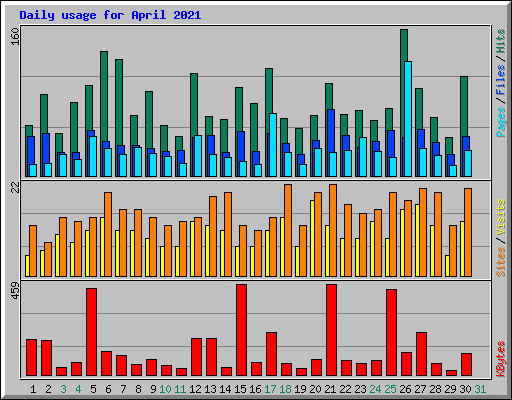 Daily usage for April 2021
160
Pages / Files / Hits
22
Sites / Visits
459
KBytes
1 2 3 4 5 6 7 8 9 10 11 12 13 14 15 16 17 18 19 20 21 22 23 24 25 26 27 28 29 30 31